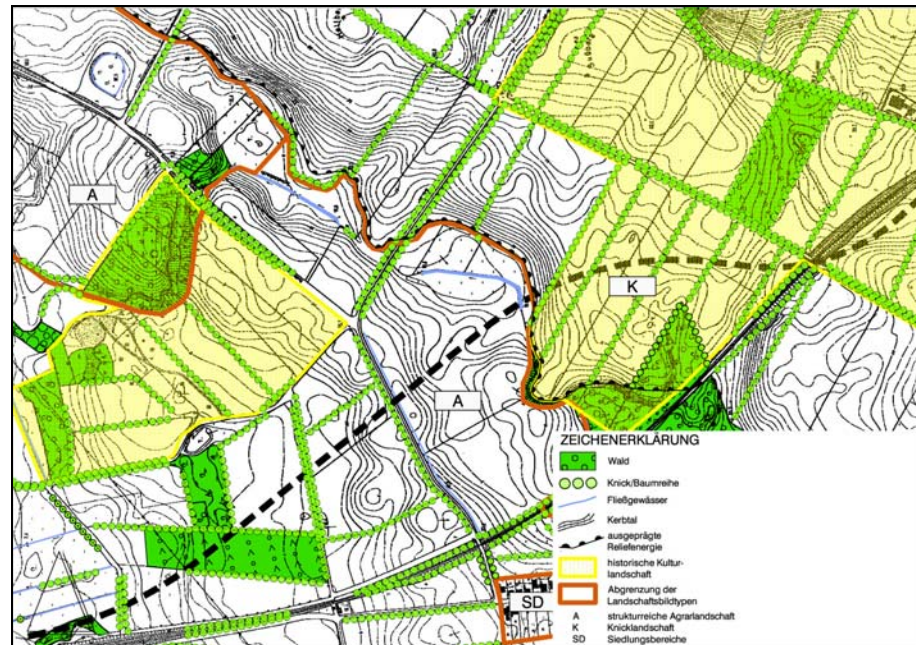 A
K
A
SD
ZEICHENERKLÄRUNG
Wald
Knick/Baumreihe
Fließgewässer
Kerbtal
ausgeprägte
Reliefenergie
historische Kultur-
landschaft
Abgrenzung der
Landschaftsbildtypen
A strukturreiche Agrarlandschaft
K Knicklandschaft
SD Siedlungsbereiche